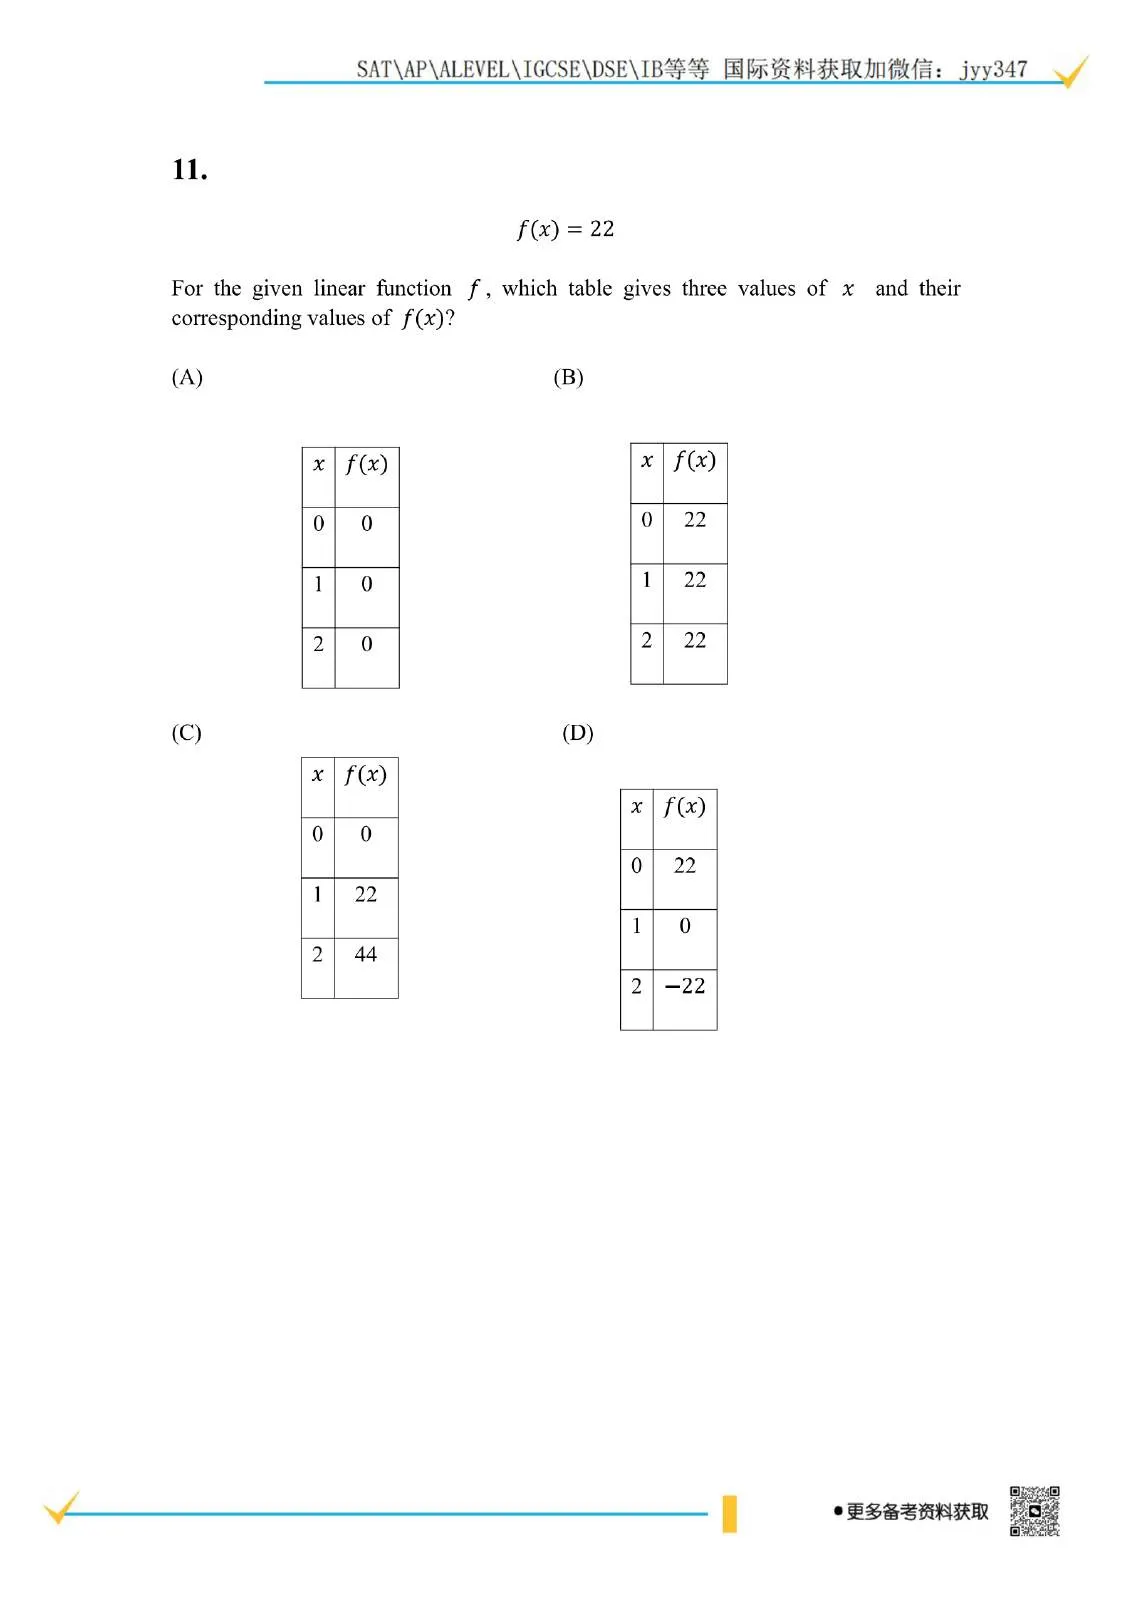 SAT\AP\ALEVEL\IGCSE\DSE\IB等等 国际资料获取加微信：jyy347
11.
f(x) = 22
For the given linear function f, which table gives three values of x and their
corresponding values of f(x)?
(A)
x f(x)
0 0
1 0
2 0
(B)
x f(x)
0 22
1 22
2 22
(C)
x f(x)
0 0
1 22
2 44
(D)
x f(x)
0 22
1 0
2 −22
•更多备考资料获取